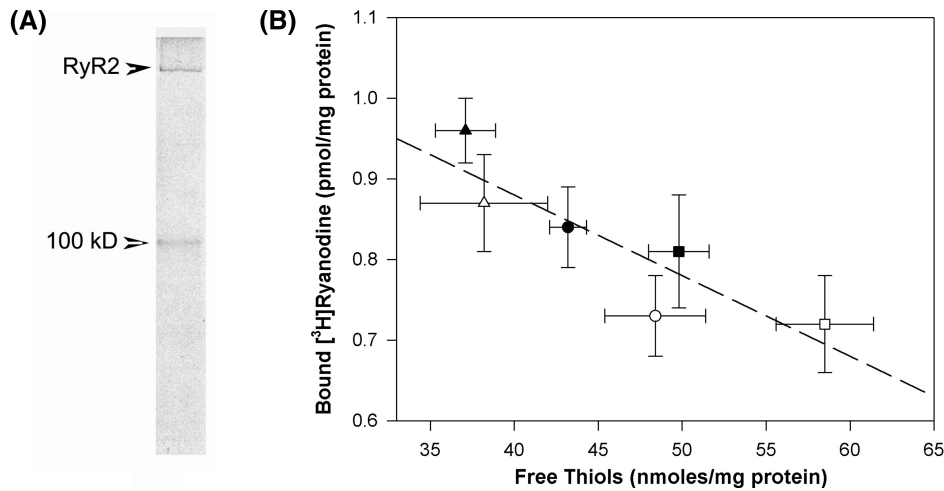 (A)
RyR2
100 kD
(B)
Bound [³H]Ryanodine (pmol/mg protein)
1.1
1.0
0.9
0.8
0.7
0.6
35 40 45 50 55 60 65
Free Thiols (nmoles/mg protein)